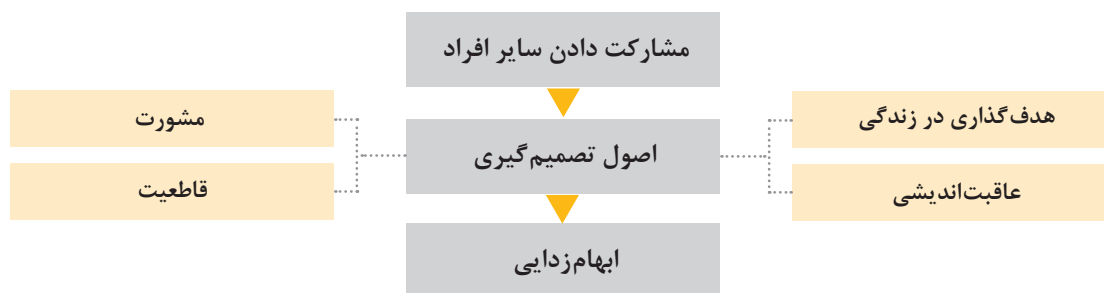 مشارکت دادن سایر افراد
هدف‌گذاری در زندگی
مشورت
اصول تصمیم‌گیری
عاقبت‌اندیشی
قاطعیت
ابهام‌زدایی